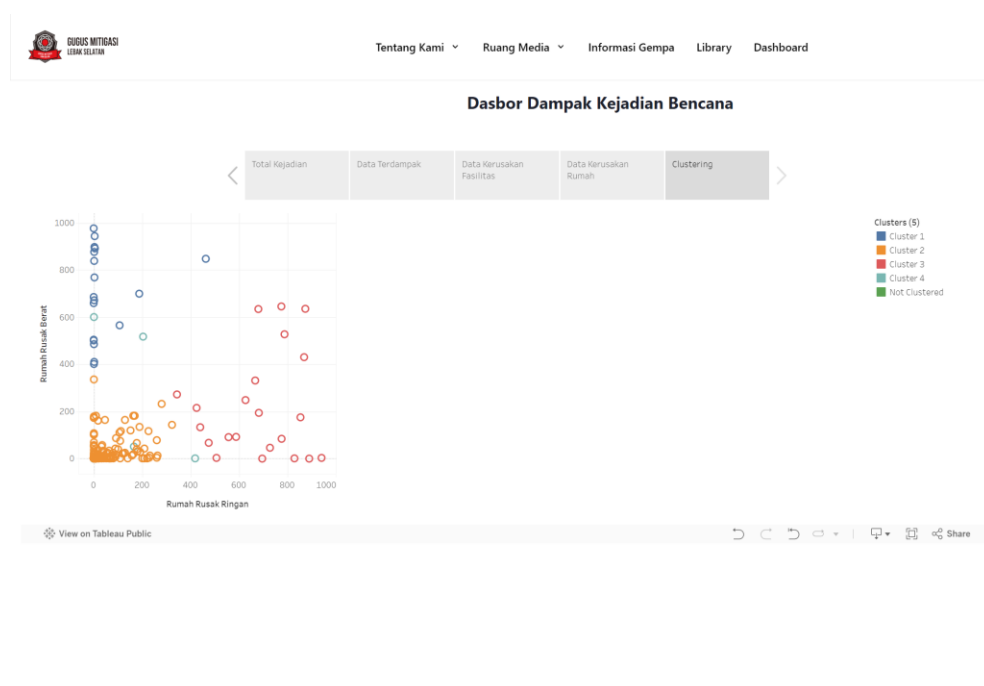 GUGUS MITIGASI
LEBAK SELATAN
Tentang Kami
Ruang Media
Informasi Gempa
Library
Dashboard
Dasbor Dampak Kejadian Bencana
Total Kejadian
Data Terdampak
Data Kerusakan
Fasilitas
Data Kerusakan
Rumah
Clustering
Clusters (5)
Cluster 1
Cluster 2
Cluster 3
Cluster 4
Not Clustered
Rumah Rusak Berat
1000
800
600
400
200
0
0 200 400 600 800 1000
Rumah Rusak Ringan
View on Tableau Public
Share